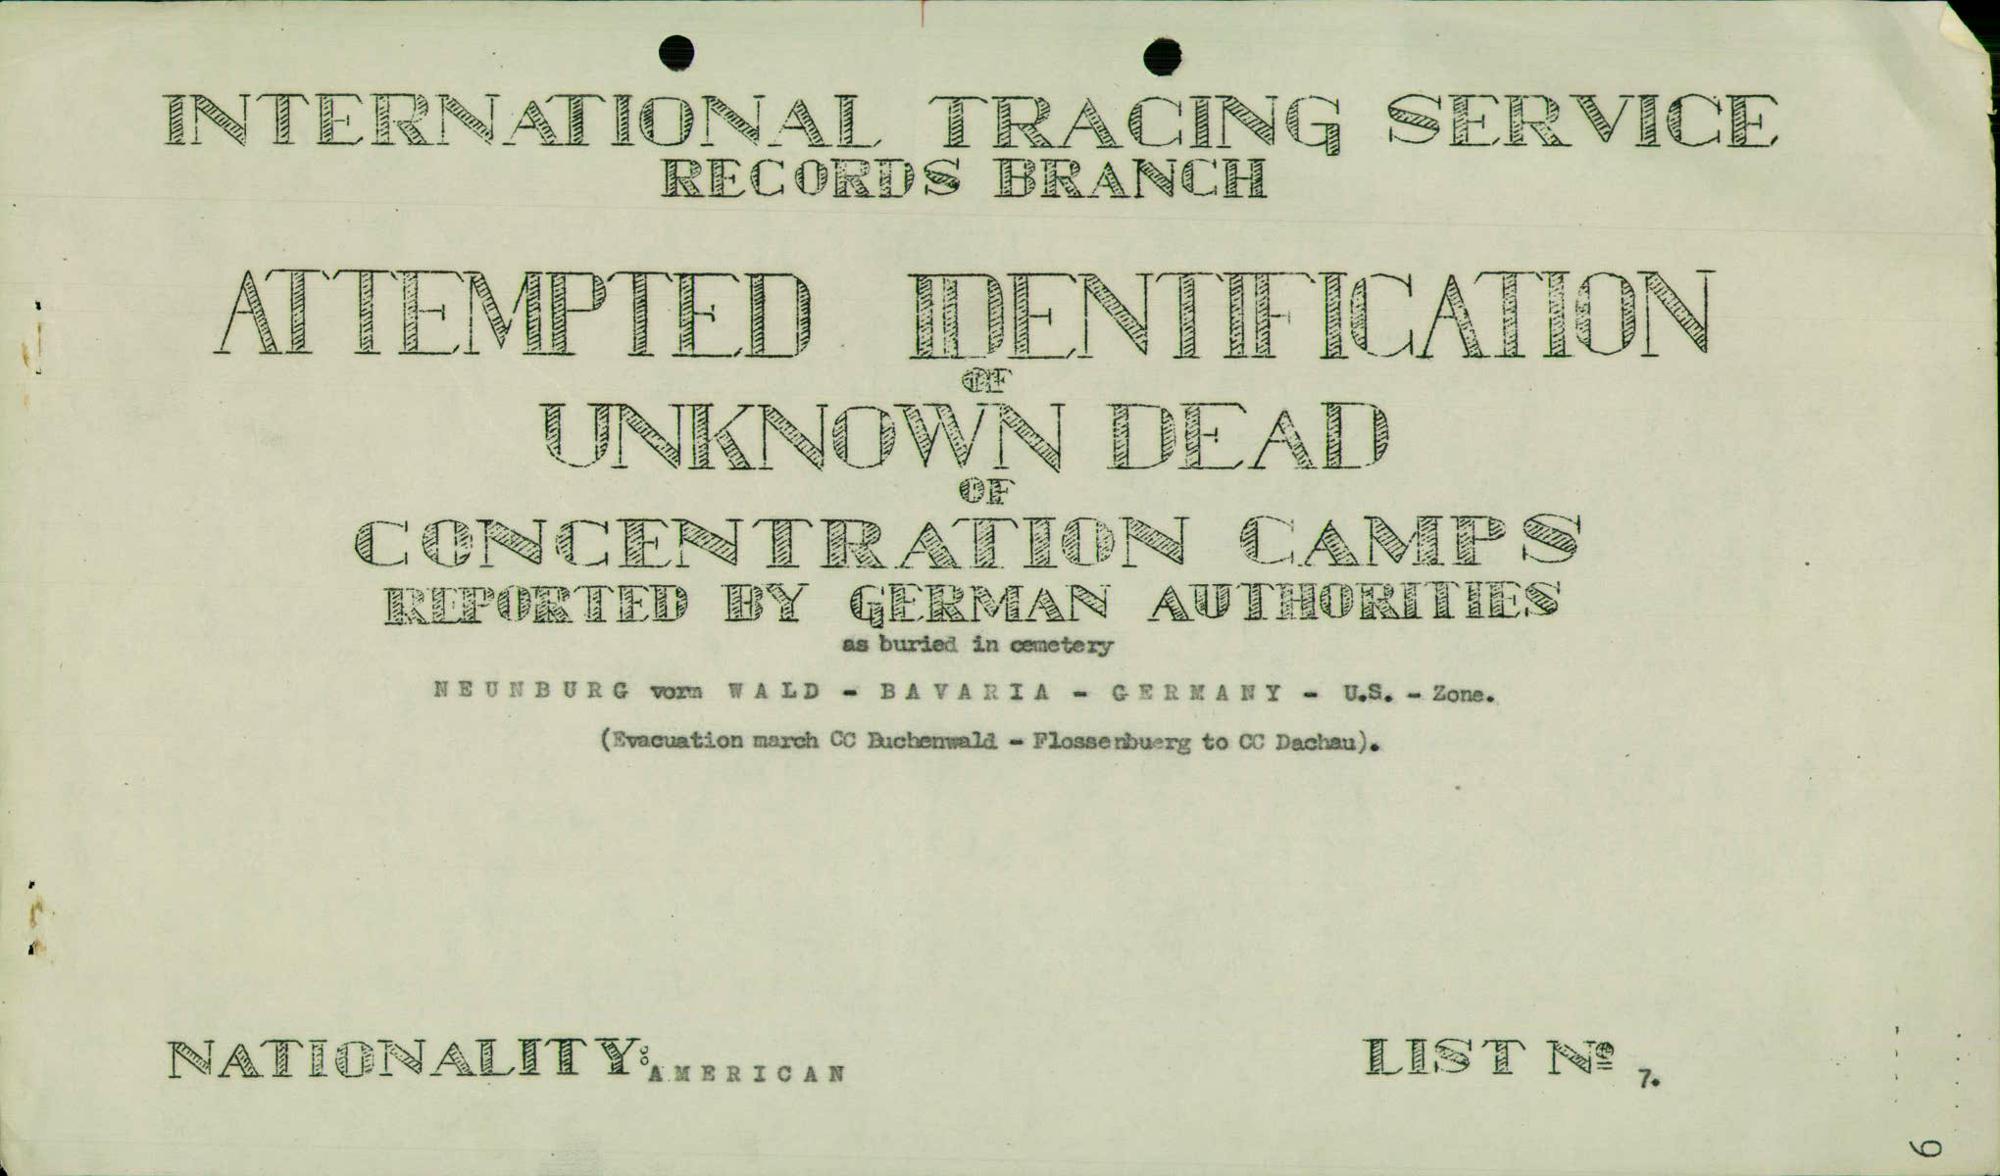 INTERNATIONAL TRACING SERVICE
RECORDS BRANCH
ATTEMPTED IDENTIFICATION
OF
UNKNOWN DEAD
OF
CONCENTRATION CAMPS
REPORTED BY GERMAN AUTHORITIES
as buried in cemetery
NEUNBURG vorm WALD - BAVARIA - GERMANY - U.S. - Zone.
(Evacuation march CC Buchenwald - Flossenbuerg to CC Dachau).
NATIONALITY: AMERICAN
LIST Nº 7.
6